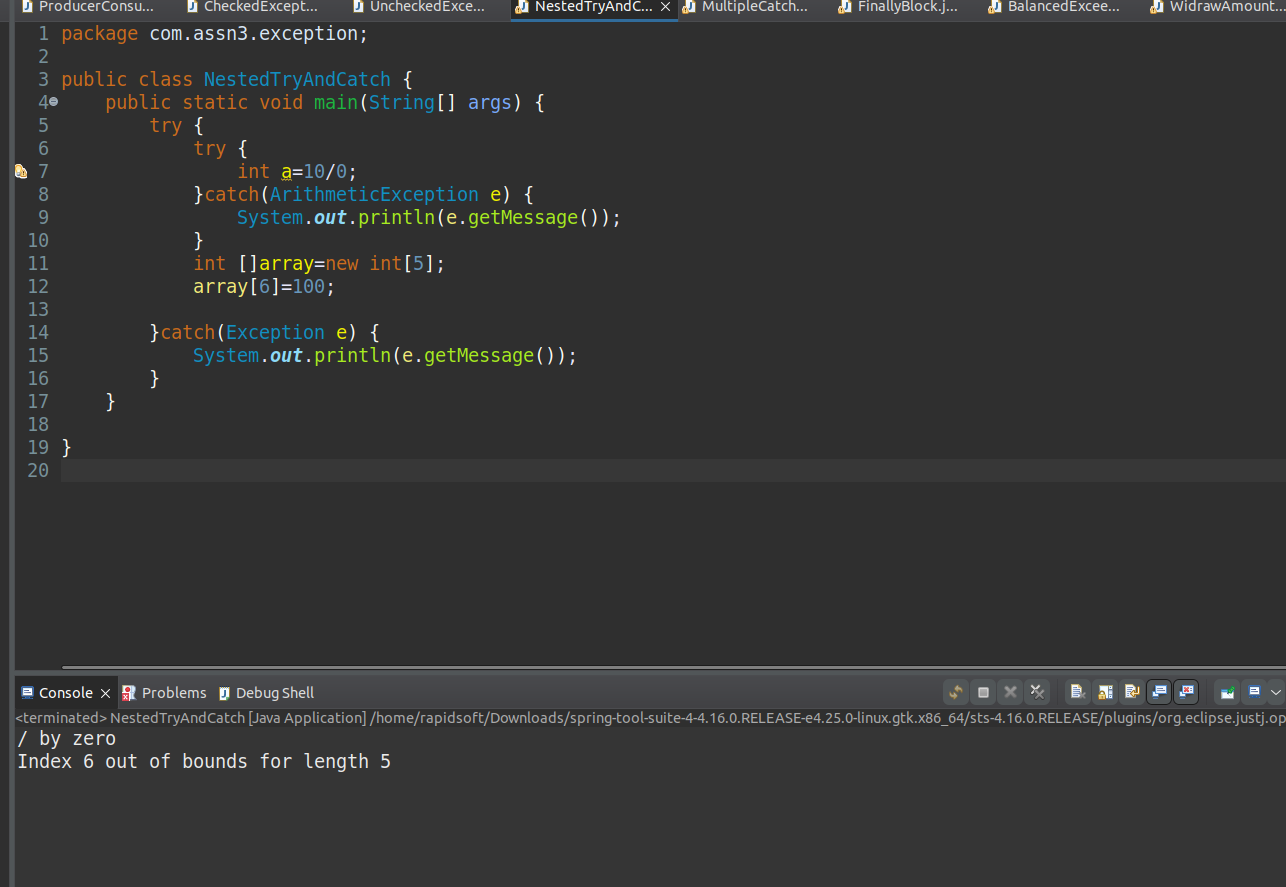 ProducerConsu... CheckedExcept... UncheckedExce... NestedTryAndC... MultipleCatch... FinallyBlock.j... BalancedExcee... WidrawAmount...
1 package com.assn3.exception;
2
3 public class NestedTryAndCatch {
4     public static void main(String[] args) {
5         try {
6             try {
7                 int a=10/0;
8             }catch(ArithmeticException e) {
9                 System.out.println(e.getMessage());
10             }
11             int []array=new int[5];
12             array[6]=100;
13
14         }catch(Exception e) {
15             System.out.println(e.getMessage());
16         }
17     }
18
19 }
20
Console Problems Debug Shell
<terminated> NestedTryAndCatch [Java Application] /home/rapidsoft/Downloads/spring-tool-suite-4-4.16.0.RELEASE-e4.25.0-linux.gtk.x86_64/sts-4.16.0.RELEASE/plugins/org.eclipse.justj.op
/ by zero
Index 6 out of bounds for length 5